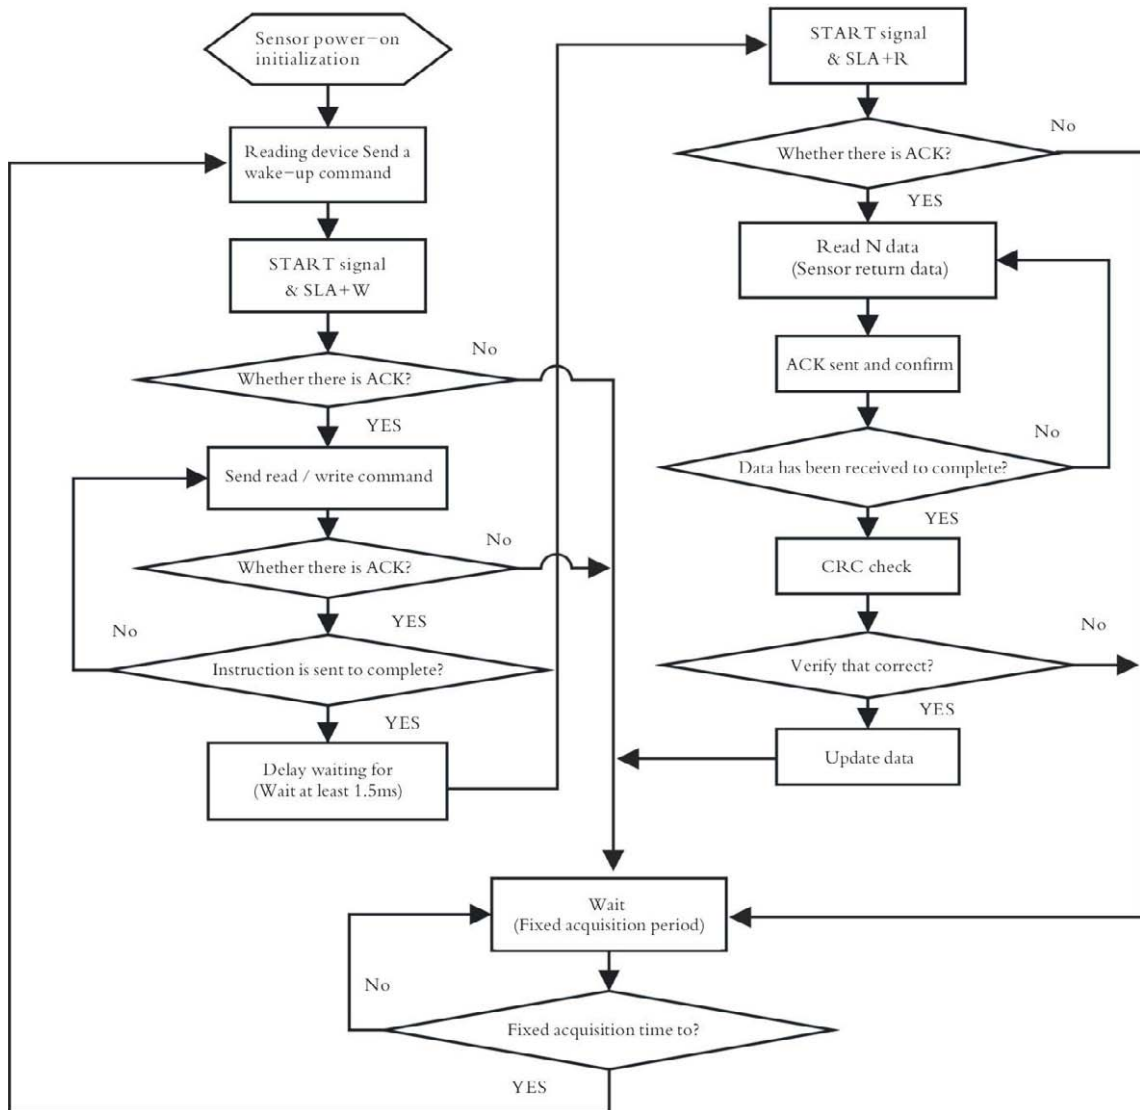 Sensor power-on
initialization
Reading device Send a
wake-up command
START signal
& SLA+W
No
Whether there is ACK?
YES
Send read / write command
No
Whether there is ACK?
YES
No
Instruction is sent to complete?
YES
Delay waiting for
(Wait at least 1.5ms)
START signal
& SLA+R
No
Whether there is ACK?
YES
Read N data
(Sensor return data)
ACK sent and confirm
No
Data has been received to complete?
YES
CRC check
No
Verify that correct?
YES
Update data
Wait
(Fixed acquisition period)
No
Fixed acquisition time to?
YES